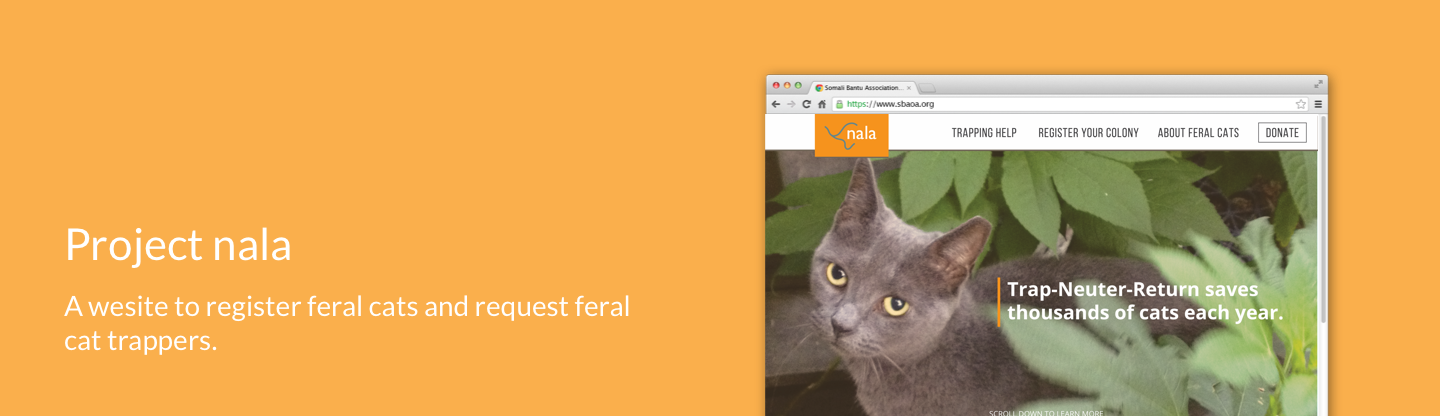 Somali Bantu Association...
https://www.sbaoa.org
nala
TRAPPING HELP
REGISTER YOUR COLONY
ABOUT FERAL CATS
DONATE
Project nala
A wesite to register feral cats and request feral
cat trappers.
Trap-Neuter-Return saves
thousands of cats each year.
SCROLL DOWN TO LEARN MORE